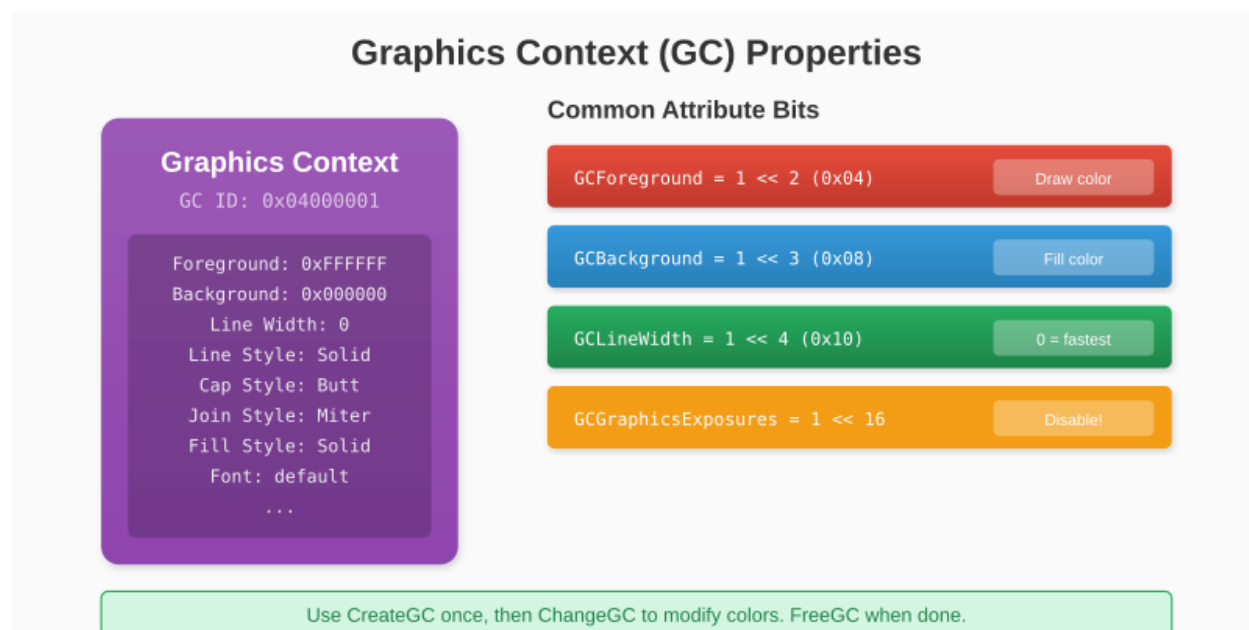 Graphics Context (GC) Properties
Graphics Context
GC ID: 0x04000001
Foreground: 0xFFFFFF
Background: 0x000000
Line Width: 0
Line Style: Solid
Cap Style: Butt
Join Style: Miter
Fill Style: Solid
Font: default
...
Common Attribute Bits
GCForeground = 1 << 2 (0x04) Draw color
GCBackground = 1 << 3 (0x08) Fill color
GCLineWidth = 1 << 4 (0x10) 0 = fastest
GCGraphicsExposures = 1 << 16 Disable!
Use CreateGC once, then ChangeGC to modify colors. FreeGC when done.